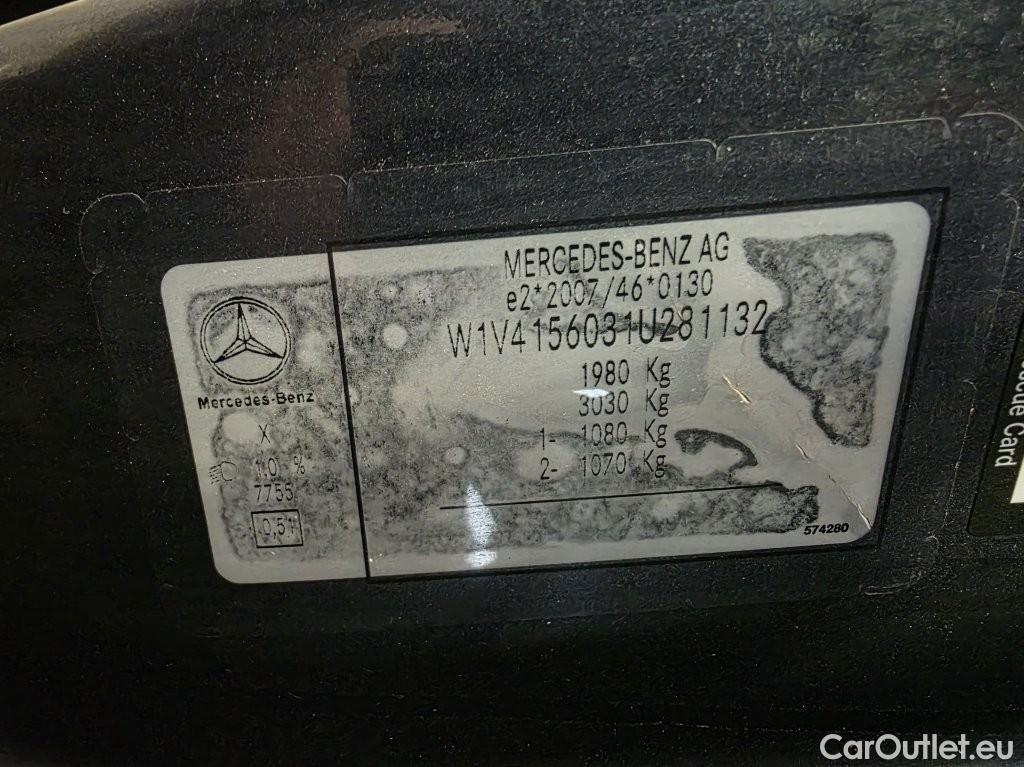 MERCEDES-BENZ AG
e2*2007/46*0130
W1V4156031U281132
1980 Kg
3030 Kg
1- 1080 Kg
2- 1070 Kg
Mercedes-Benz
X
1,0 %
7755
0,51
574280
Card
CarOutlet.eu